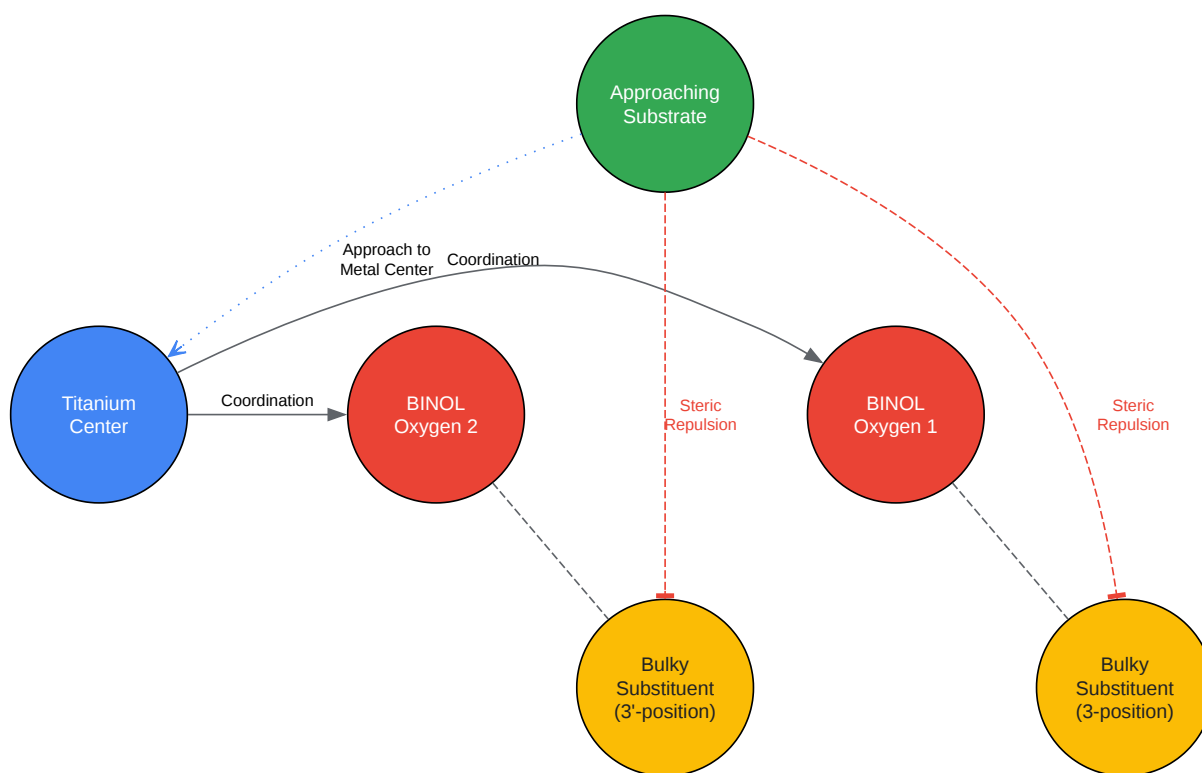 Approaching
Substrate
Approach to
Metal Center
Coordination
Titanium
Center
Coordination
BINOL
Oxygen 2
Steric
Repulsion
BINOL
Oxygen 1
Steric
Repulsion
Bulky
Substituent
(3'-position)
Bulky
Substituent
(3-position)